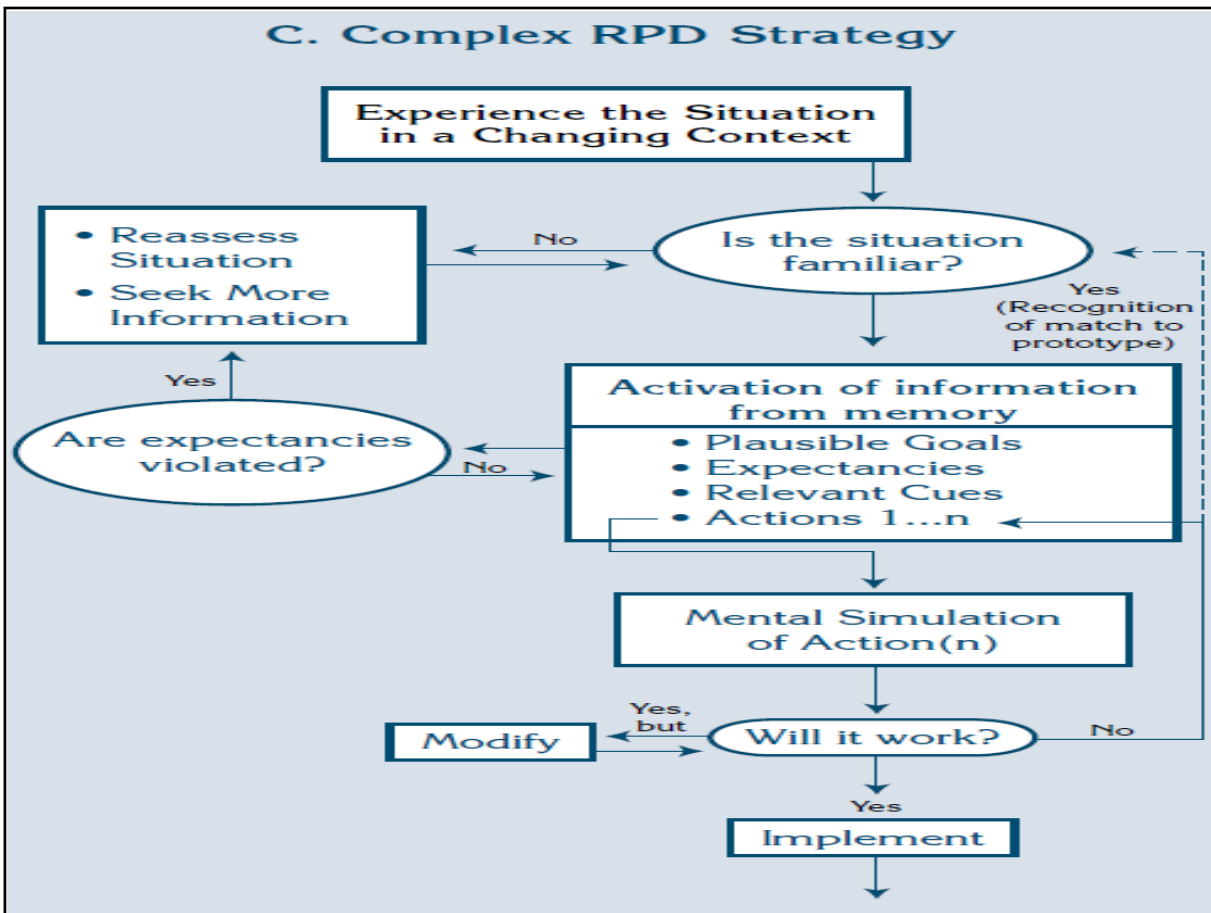 C. Complex RPD Strategy
Experience the Situation
in a Changing Context
Is the situation
familiar?
No
• Reassess
Situation
• Seek More
Information
Yes
(Recognition
of match to
prototype)
Yes
Are expectancies
violated?
No
Activation of information
from memory
• Plausible Goals
• Expectancies
• Relevant Cues
• Actions 1...n
Mental Simulation
of Action(n)
Yes,
but
Modify
Will it work?
No
Yes
Implement